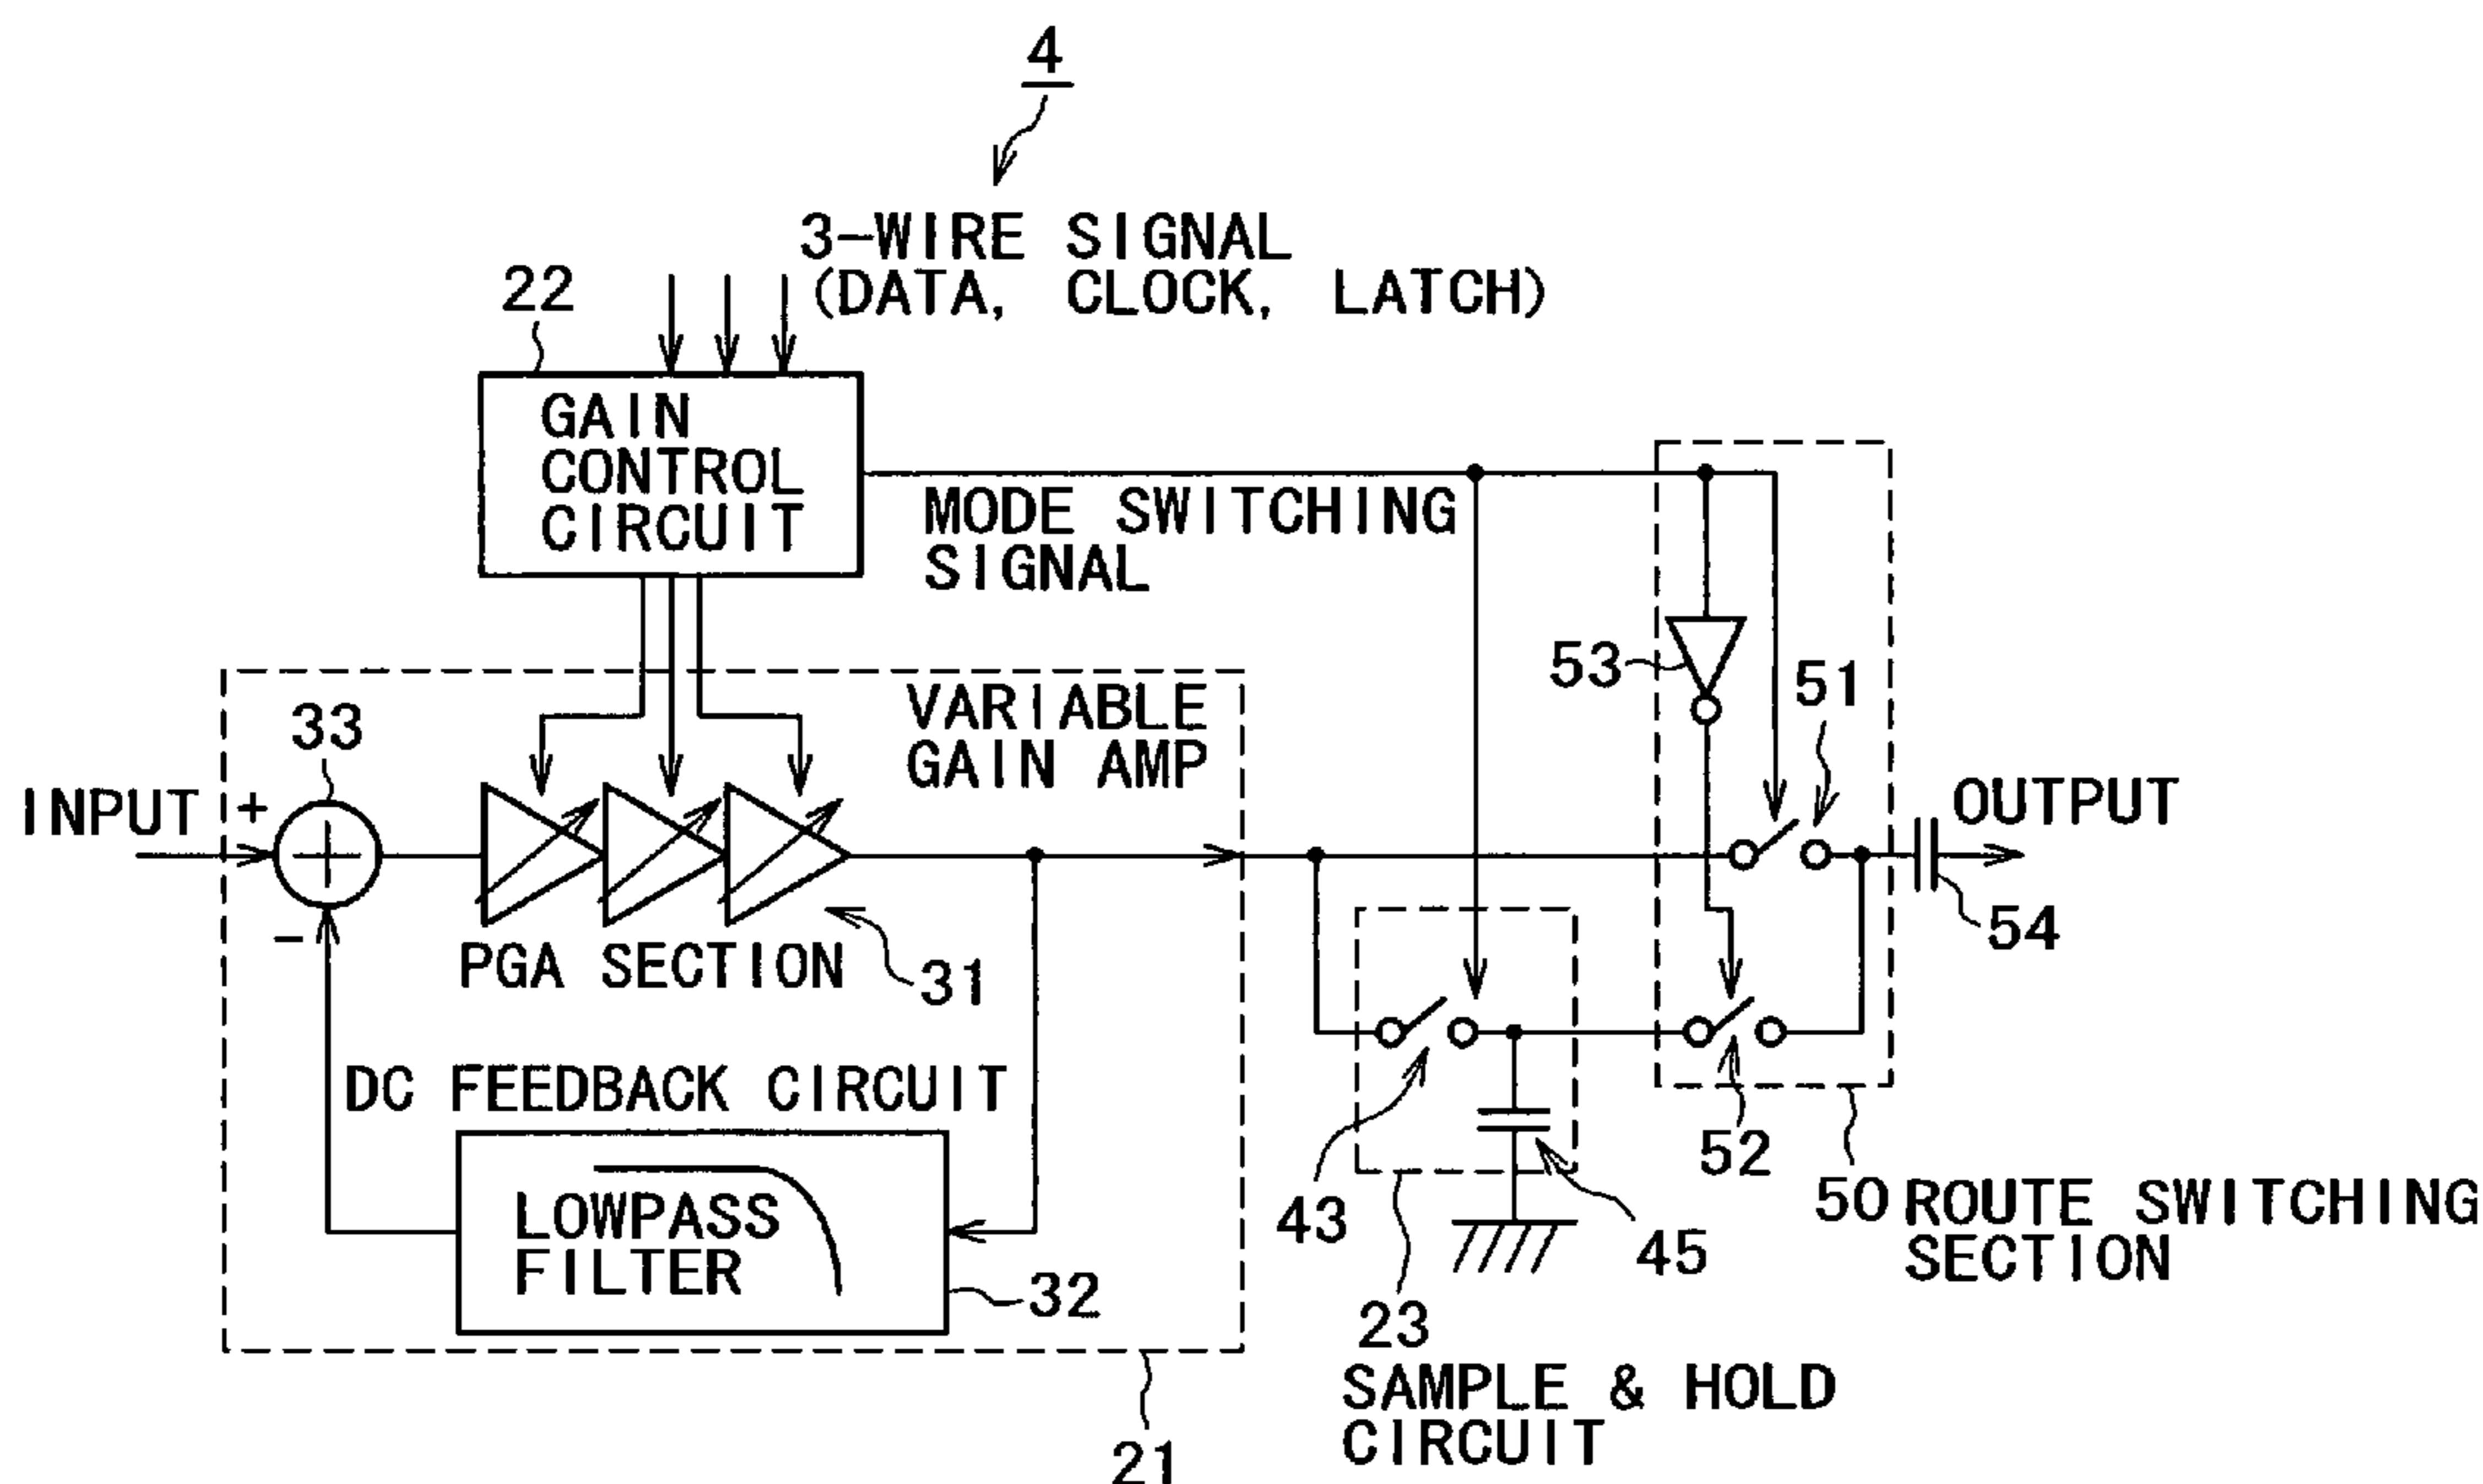 4
3-WIRE SIGNAL
(DATA, CLOCK, LATCH)
22
GAIN
CONTROL
CIRCUIT
MODE SWITCHING
SIGNAL
53
51
33
VARIABLE
GAIN AMP
INPUT
+
OUTPUT
-
PGA SECTION
31
54
DC FEEDBACK CIRCUIT
LOWPASS
FILTER
32
43
45
52
50 ROUTE SWITCHING
SECTION
23
SAMPLE & HOLD
CIRCUIT
21